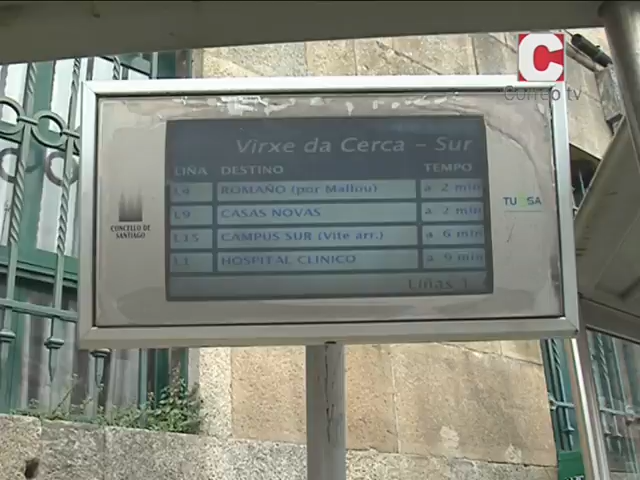 C
Correo tv
Virxe da Cerca - Sur
LIÑA DESTINO TEMPO
L4 ROMAÑO (por Mallou) a 2 min
L9 CASAS NOVAS a 2 min
L15 CAMPUS SUR (Vite arr.) a 6 min
L1 HOSPITAL CLINICO a 9 min
Liñas 1
CONCELLO DE
SANTIAGO
TUSSA